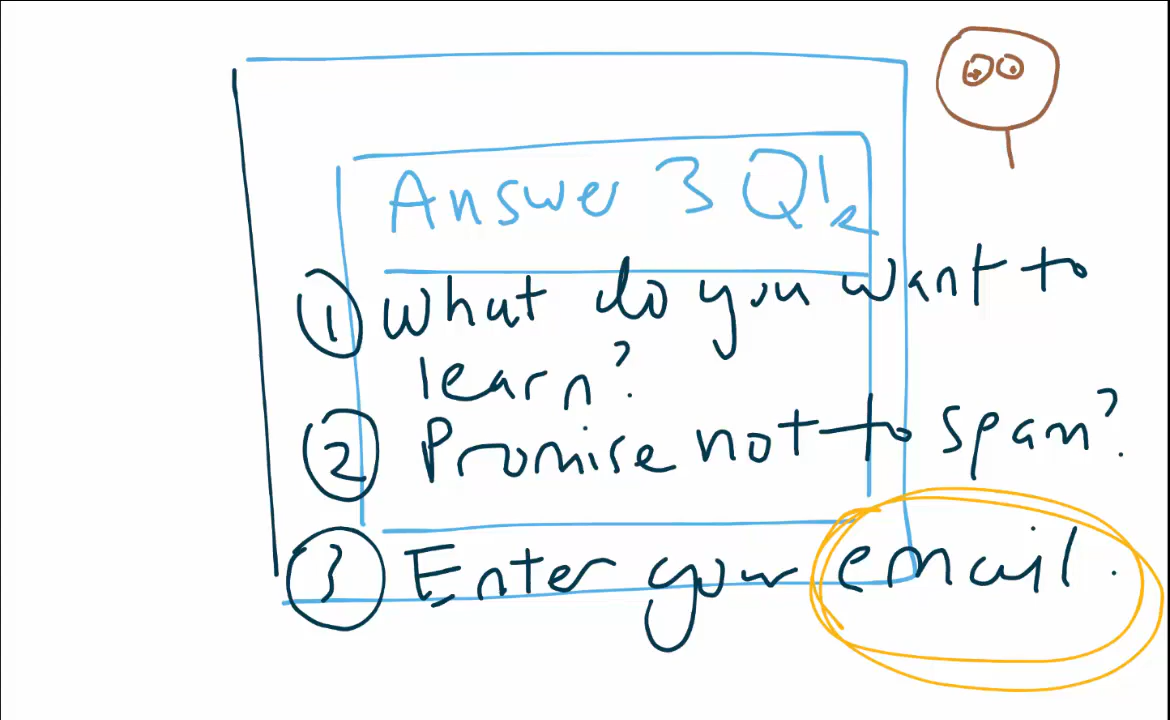 Answer 3 Q's
① What do you want to
learn?
② Promise not to spam?
③ Enter your email.